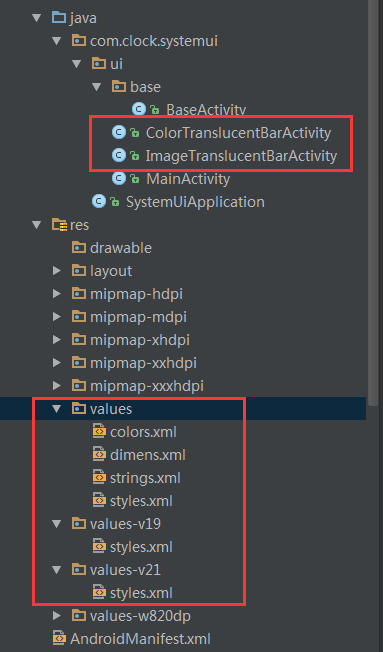 java
com.clock.systemui
ui
base
BaseActivity
ColorTranslucentBarActivity
ImageTranslucentBarActivity
MainActivity
SystemUiApplication
res
drawable
layout
mipmap-hdpi
mipmap-mdpi
mipmap-xhdpi
mipmap-xxhdpi
mipmap-xxxhdpi
values
colors.xml
dimens.xml
strings.xml
styles.xml
values-v19
styles.xml
values-v21
styles.xml
values-w820dp
AndroidManifest.xml